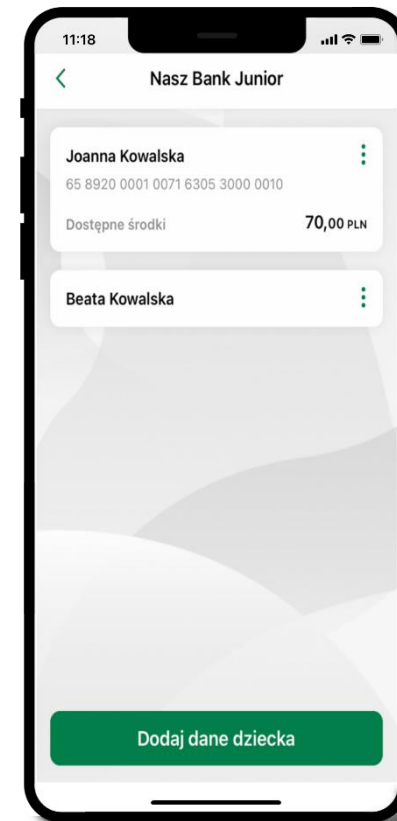 11:18
Nasz Bank Junior
Joanna Kowalska
65 8920 0001 0071 6305 3000 0010
Dostępne środki 70,00 PLN
Beata Kowalska
Dodaj dane dziecka